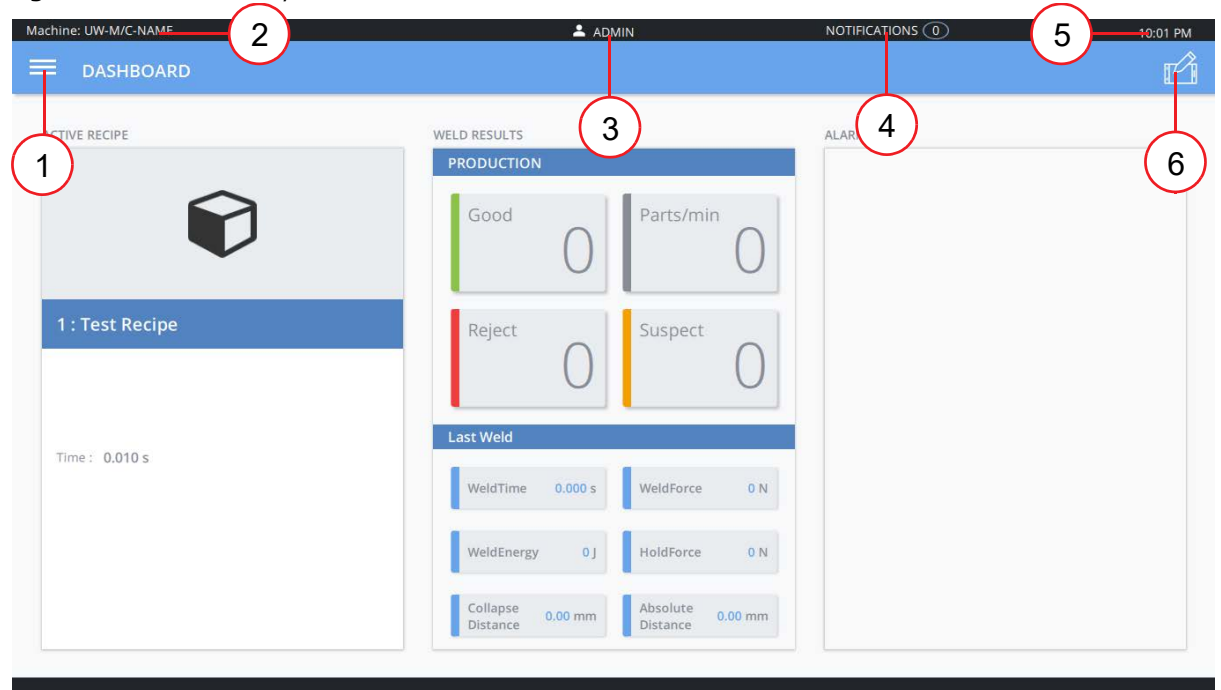 Machine: UW-M/C-NAME
2
ADMIN
NOTIFICATIONS 0
5
10:01 PM
DASHBOARD
1
3
4
6
ACTIVE RECIPE
WELD RESULTS
PRODUCTION
Good
0
Parts/min
0
1 : Test Recipe
Reject
0
Suspect
0
Time : 0.010 s
Last Weld
WeldTime 0.000 s
WeldForce 0 N
WeldEnergy 0 J
HoldForce 0 N
Collapse
Distance 0.00 mm
Absolute
Distance 0.00 mm